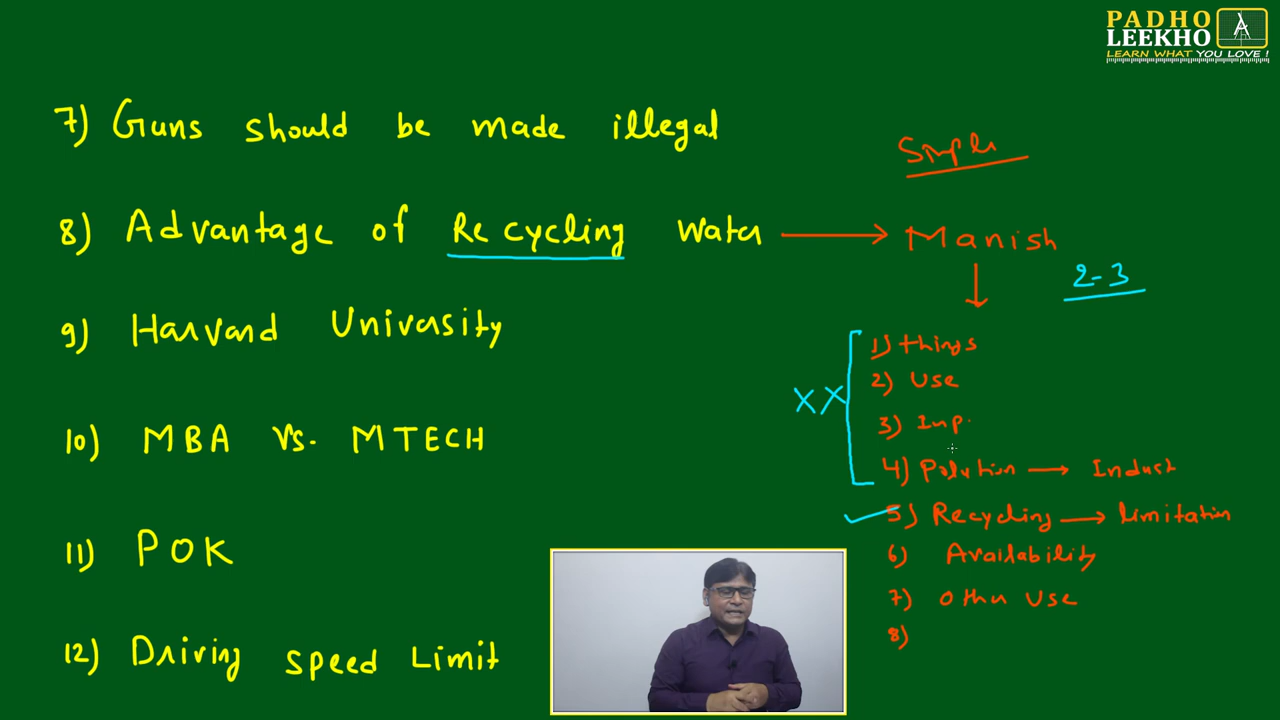 PADHO
LEEKHO
LEARN WHAT YOU LOVE !
7) Guns should be made illegal
Simple
8) Advantage of Recycling Water → Manish
2-3
9) Harvard University
1) things
2) Use
XX
3) Imp.
10) MBA Vs. MTECH
4) Polution → Indust
5) Recycling → Limitation
11) POK
6) Availability
7) Other Use
8)
12) Driving Speed Limit